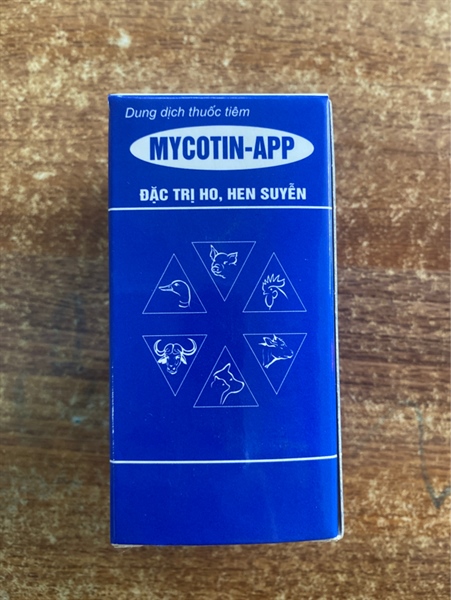 Dung dịch thuốc tiêm
MYCOTIN-APP
ĐẶC TRỊ HO, HEN SUYỄN